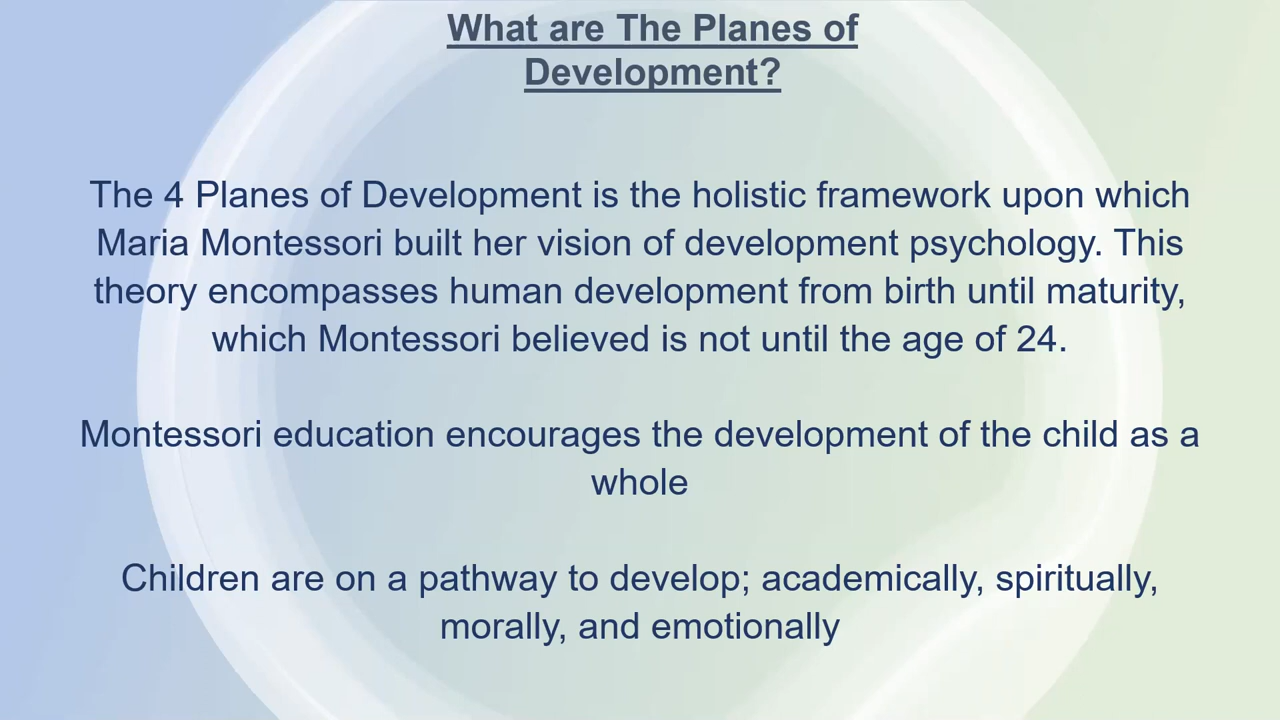 What are The Planes of
Development?
The 4 Planes of Development is the holistic framework upon which
Maria Montessori built her vision of development psychology. This
theory encompasses human development from birth until maturity,
which Montessori believed is not until the age of 24.
Montessori education encourages the development of the child as a
whole
Children are on a pathway to develop; academically, spiritually,
morally, and emotionally